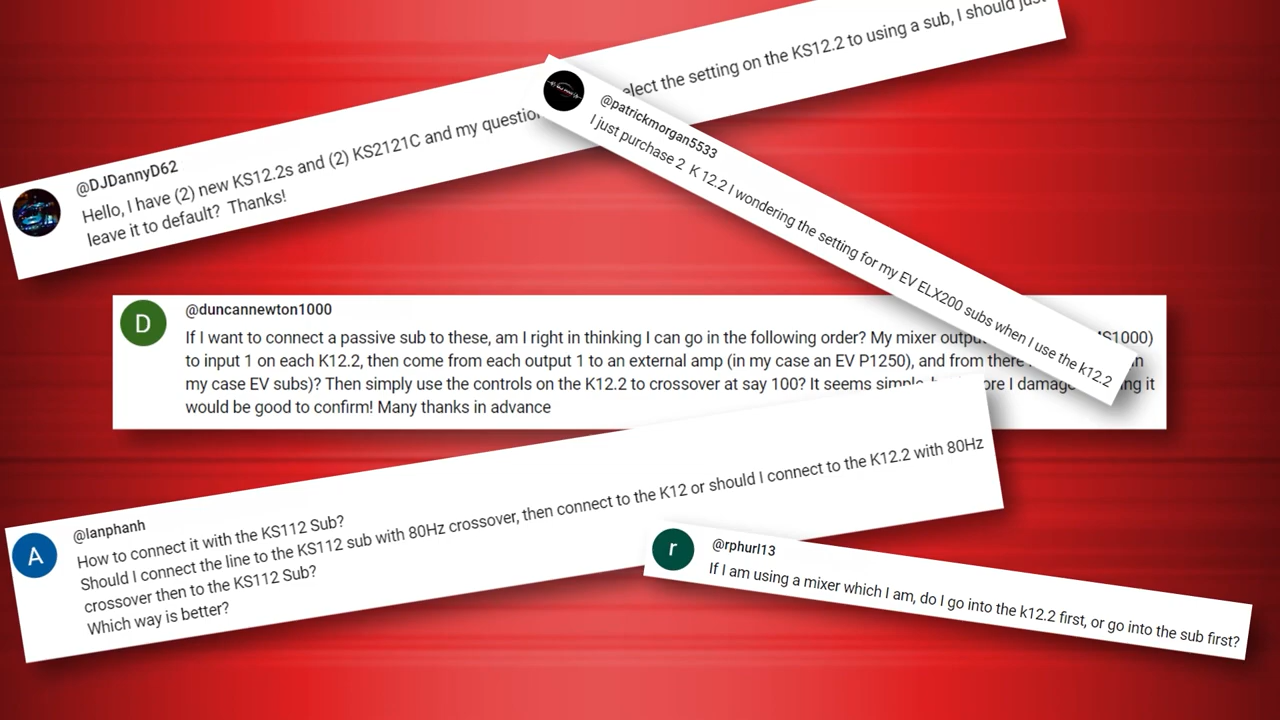 @DJDannyD62
Hello, I have (2) new KS12.2s and (2) KS2121C and my question elect the setting on the KS12.2 to using a sub, I should just
leave it to default? Thanks!
@patrickmorgan5533
I just purchase 2 K 12.2 I wondering the setting for my EV ELX200 subs when I use the k12.2
D
@duncannewton1000
If I want to connect a passive sub to these, am I right in thinking I can go in the following order? My mixer outpu S1000)
to input 1 on each K12.2, then come from each output 1 to an external amp (in my case an EV P1250), and from there in
my case EV subs)? Then simply use the controls on the K12.2 to crossover at say 100? It seems simple, ore I damag ng it
would be good to confirm! Many thanks in advance
A
@lanphanh
How to connect it with the KS112 Sub?
Should I connect the line to the KS112 sub with 80Hz crossover, then connect to the K12 or should I connect to the K12.2 with 80Hz
crossover then to the KS112 Sub?
Which way is better?
r
@rphurl13
If I am using a mixer which I am, do I go into the k12.2 first, or go into the sub first?